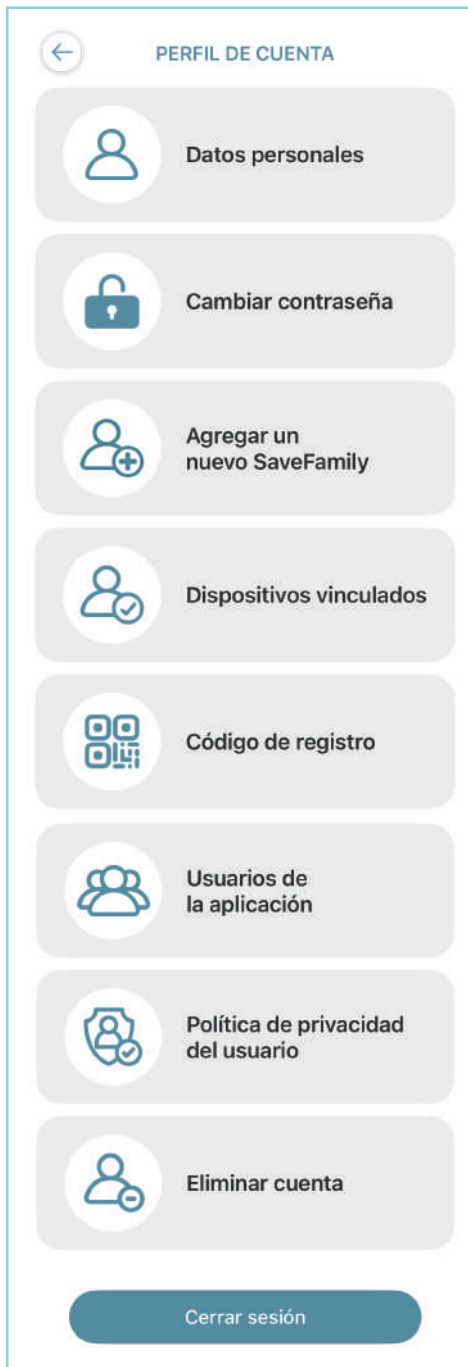 PERFIL DE CUENTA
Datos personales
Cambiar contraseña
Agregar un
nuevo SaveFamily
Dispositivos vinculados
Código de registro
Usuarios de
la aplicación
Política de privacidad
del usuario
Eliminar cuenta
Cerrar sesión